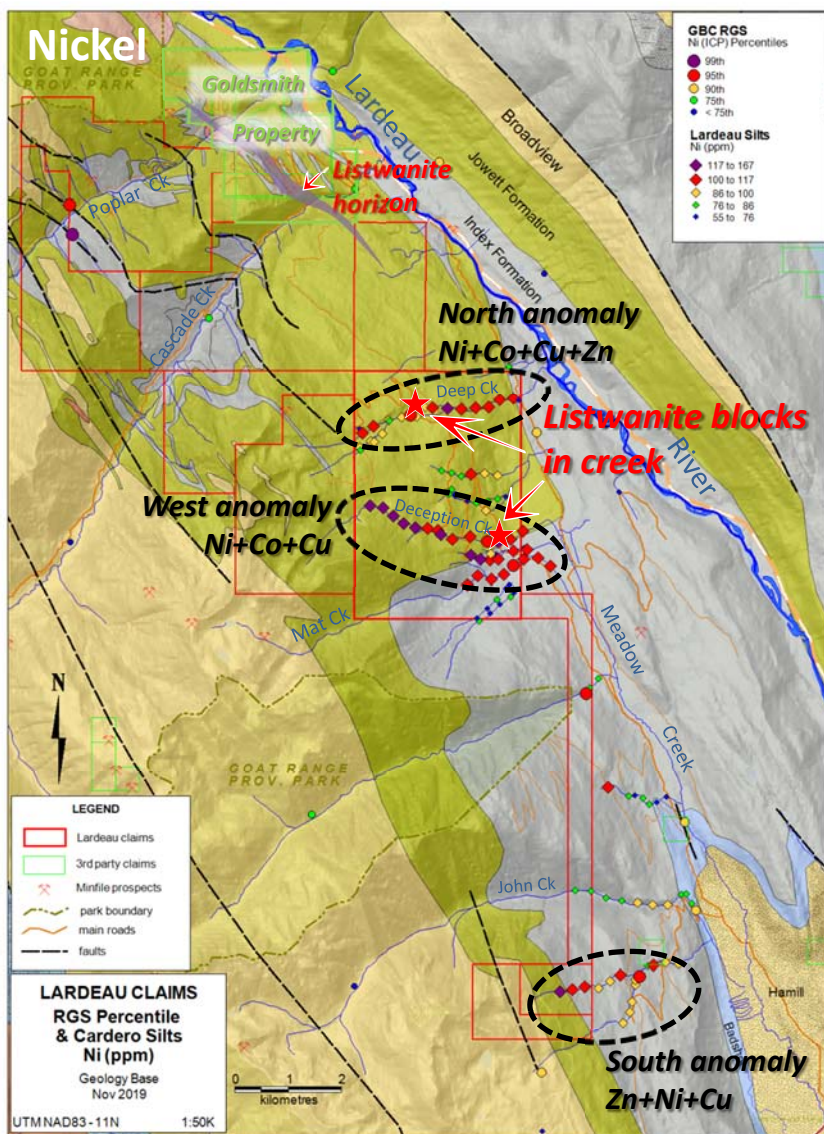 Nickel
GOAT RANGE
PROV. PARK
Goldsmith
Property
Listwanite
horizon
Poplar Ck
Cascade Ck
Lardeau
River
Broadview
Jowett Formation
Index Formation
GBC RGS
Ni (ICP) Percentiles
99th
95th
90th
75th
< 75th
Lardeau Silts
Ni (ppm)
117 to 167
100 to 117
86 to 100
76 to 86
55 to 76
North anomaly
Ni+Co+Cu+Zn
Deep Ck
Listwanite blocks
in creek
West anomaly
Ni+Co+Cu
Deception Ck
Mat Ck
Meadow
Creek
N
GOAT RANGE
PROV. PARK
John Ck
Hamill
South anomaly
Zn+Ni+Cu
LEGEND
Lardeau claims
3rd party claims
Minfile prospects
park boundary
main roads
faults
LARDEAU CLAIMS
RGS Percentile
& Cardero Silts
Ni (ppm)
Geology Base
Nov 2019
UTM NAD83 - 11N 1:50K
0 1 2
kilometres